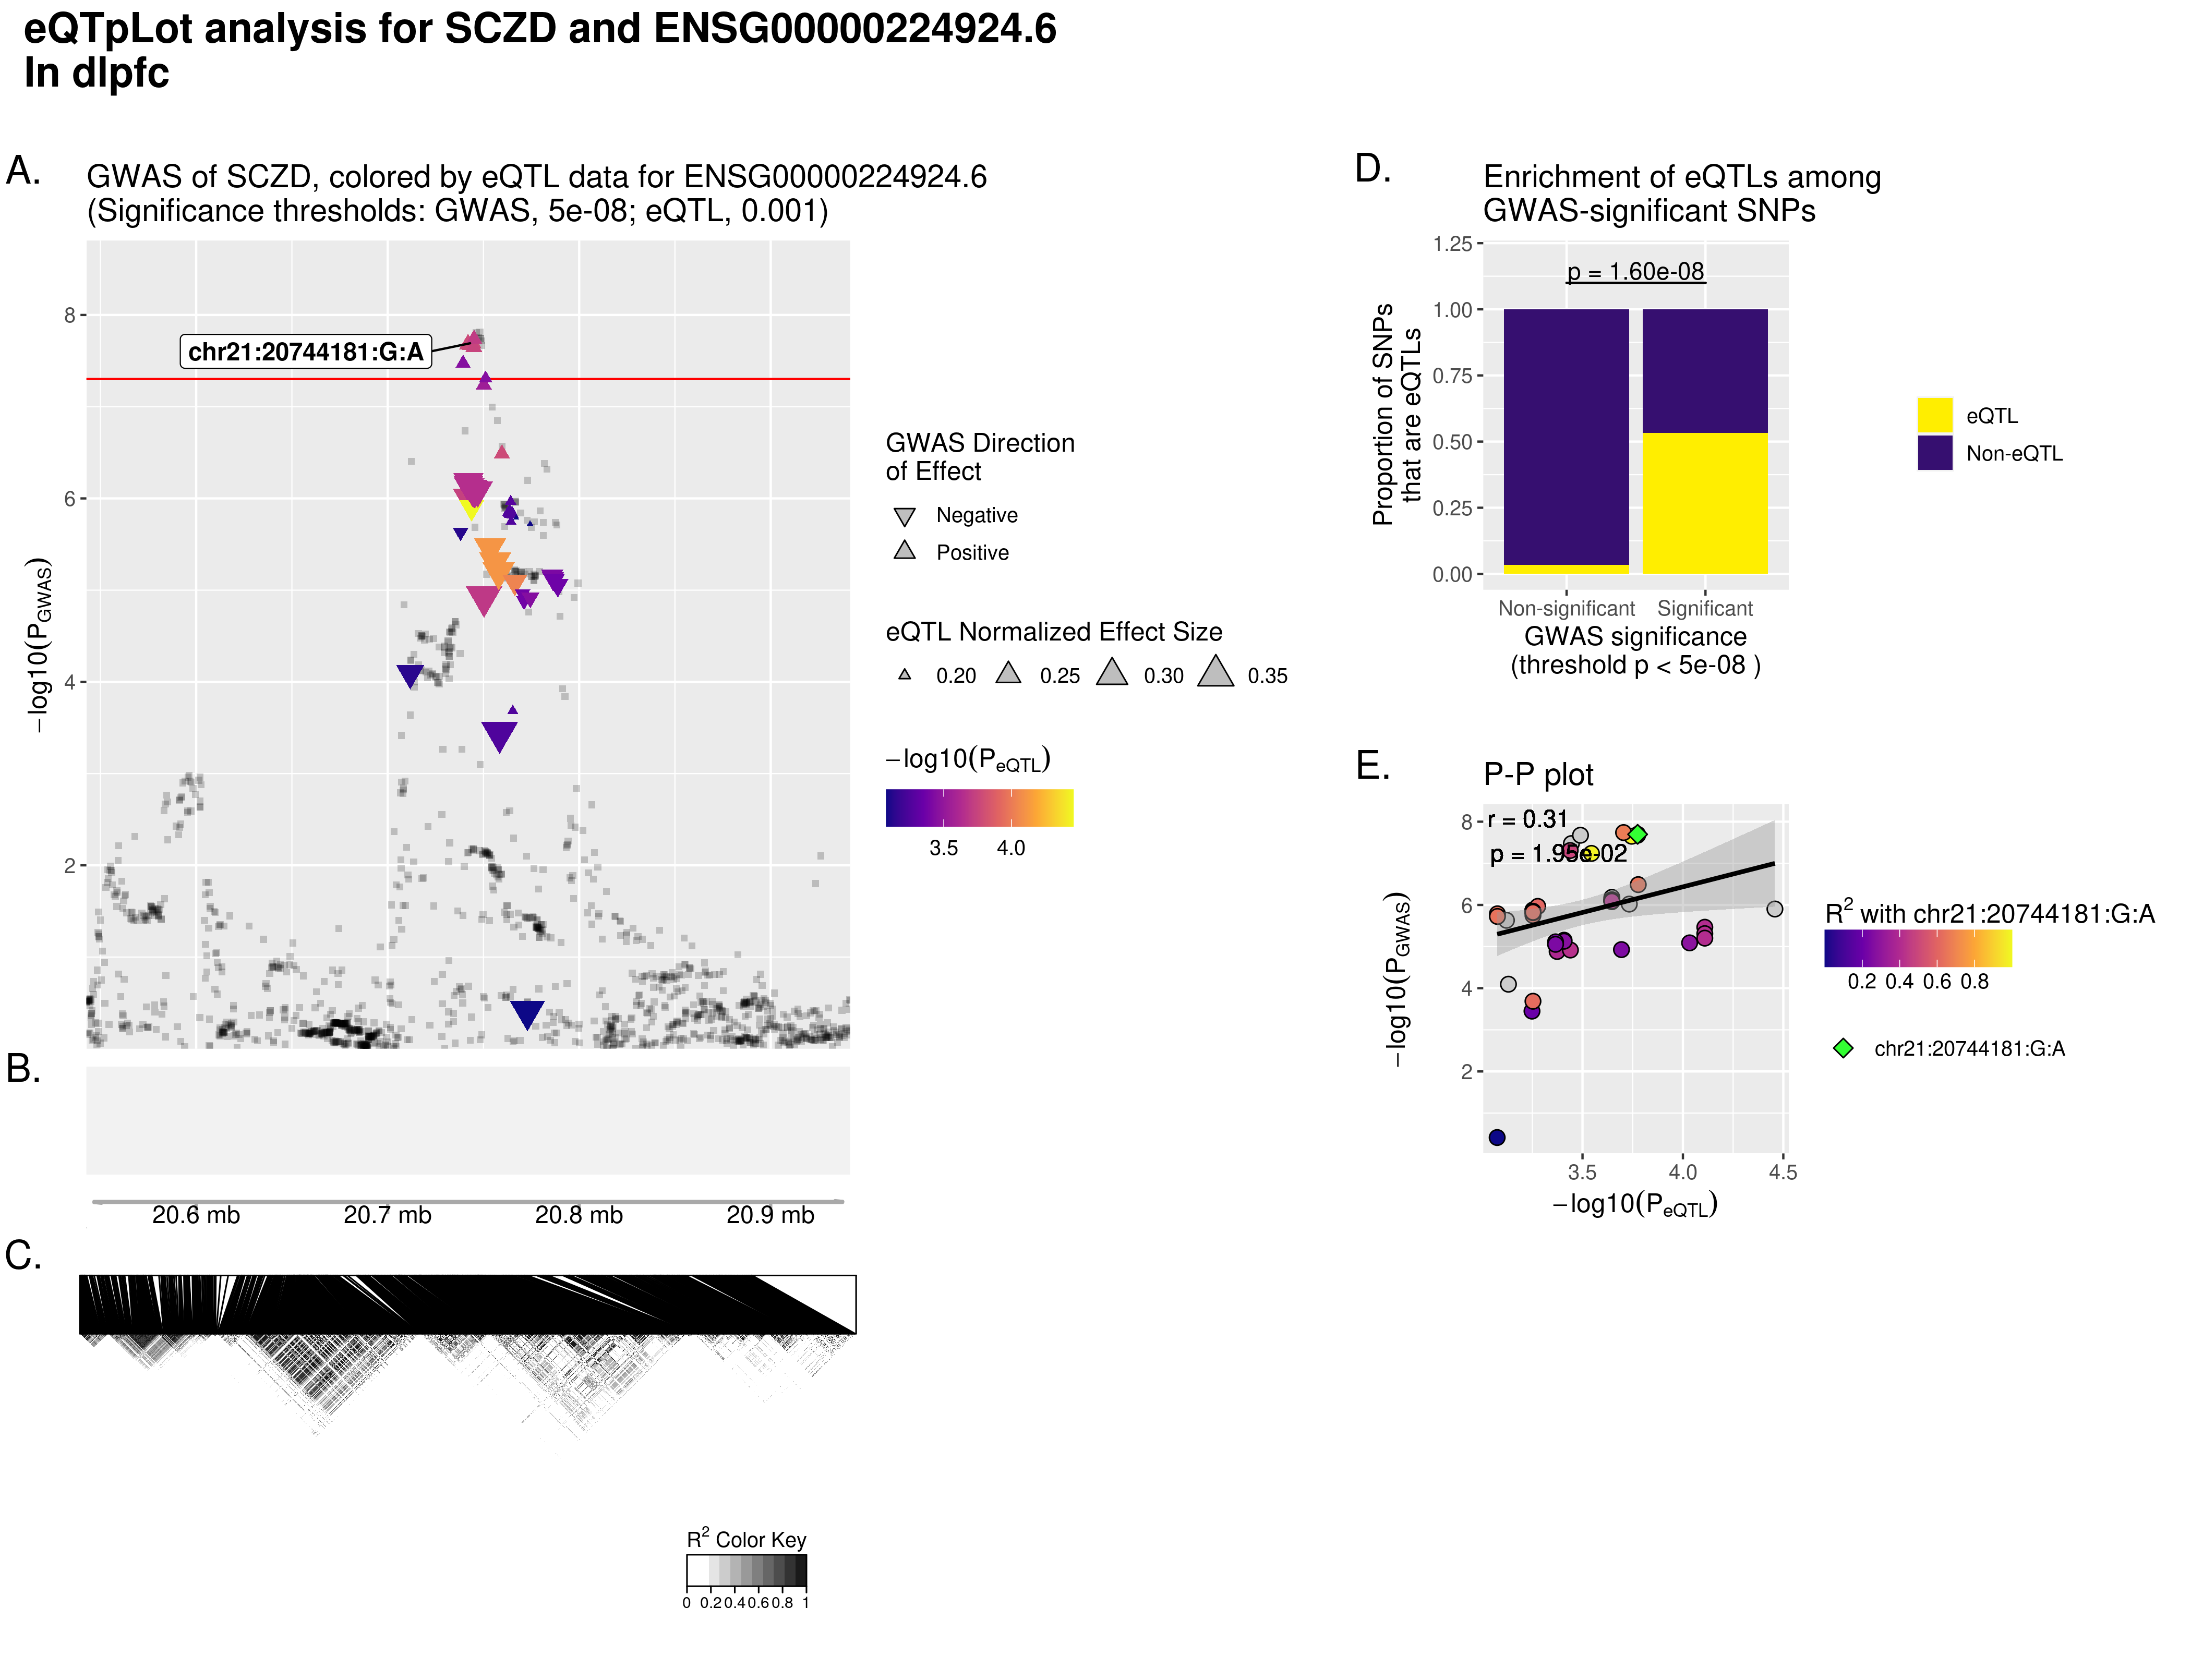 eQTpLot analysis for SCZD and ENSG00000224924.6
In dlpfc
A.
GWAS of SCZD, colored by eQTL data for ENSG00000224924.6
(Significance thresholds: GWAS, 5e-08; eQTL, 0.001)
8
6
4
2
−log10(PGWAS)
chr21:20744181:G:A
GWAS Direction
of Effect
Negative
Positive
eQTL Normalized Effect Size
0.20 0.25 0.30 0.35
−log10(PeQTL)
3.5 4.0
B.
20.6 mb 20.7 mb 20.8 mb 20.9 mb
C.
R2 Color Key
0 0.2 0.4 0.6 0.8 1
D.
Enrichment of eQTLs among
GWAS-significant SNPs
Proportion of SNPs
that are eQTLs
1.25
1.00
0.75
0.50
0.25
0.00
p = 1.60e-08
Non-significant Significant
GWAS significance
(threshold p < 5e-08 )
eQTL
Non-eQTL
E.
P-P plot
−log10(PGWAS)
8
6
4
2
r = 0.31
p = 1.95e-02
3.5 4.0 4.5
−log10(PeQTL)
R2 with chr21:20744181:G:A
0.2 0.4 0.6 0.8
chr21:20744181:G:A